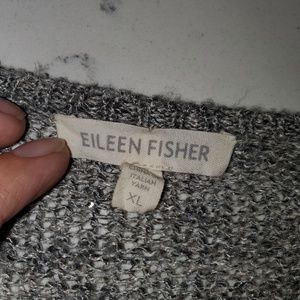 EILEEN FISHER
ITALIAN
YARN
XL